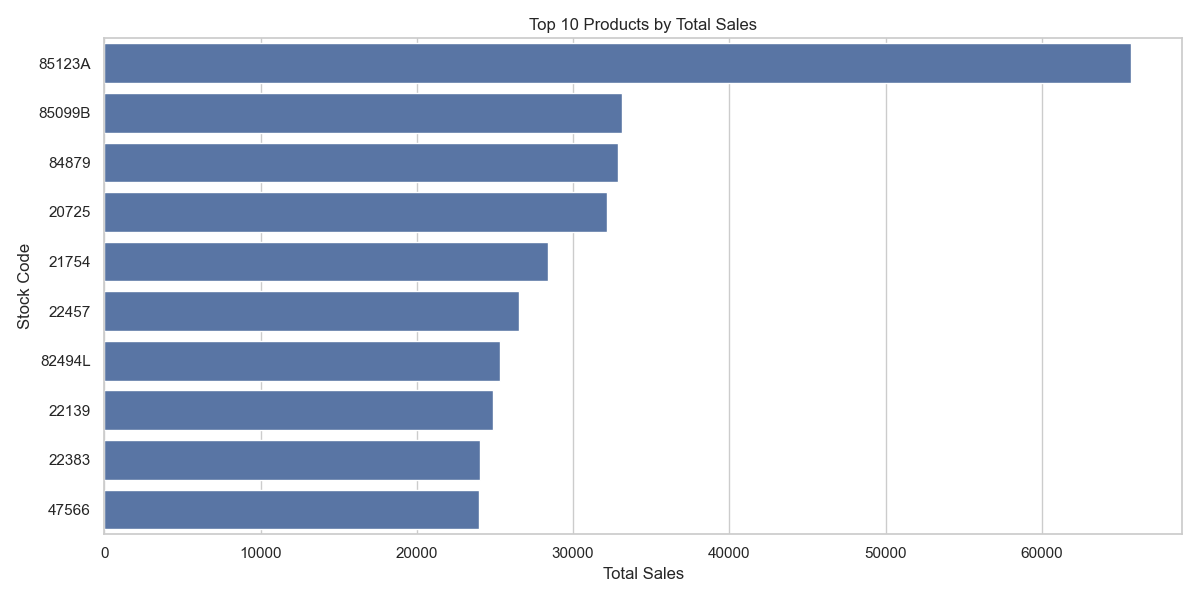 Top 10 Products by Total Sales
85123A
85099B
84879
20725
21754
22457
82494L
22139
22383
47566
Stock Code
0 10000 20000 30000 40000 50000 60000
Total Sales